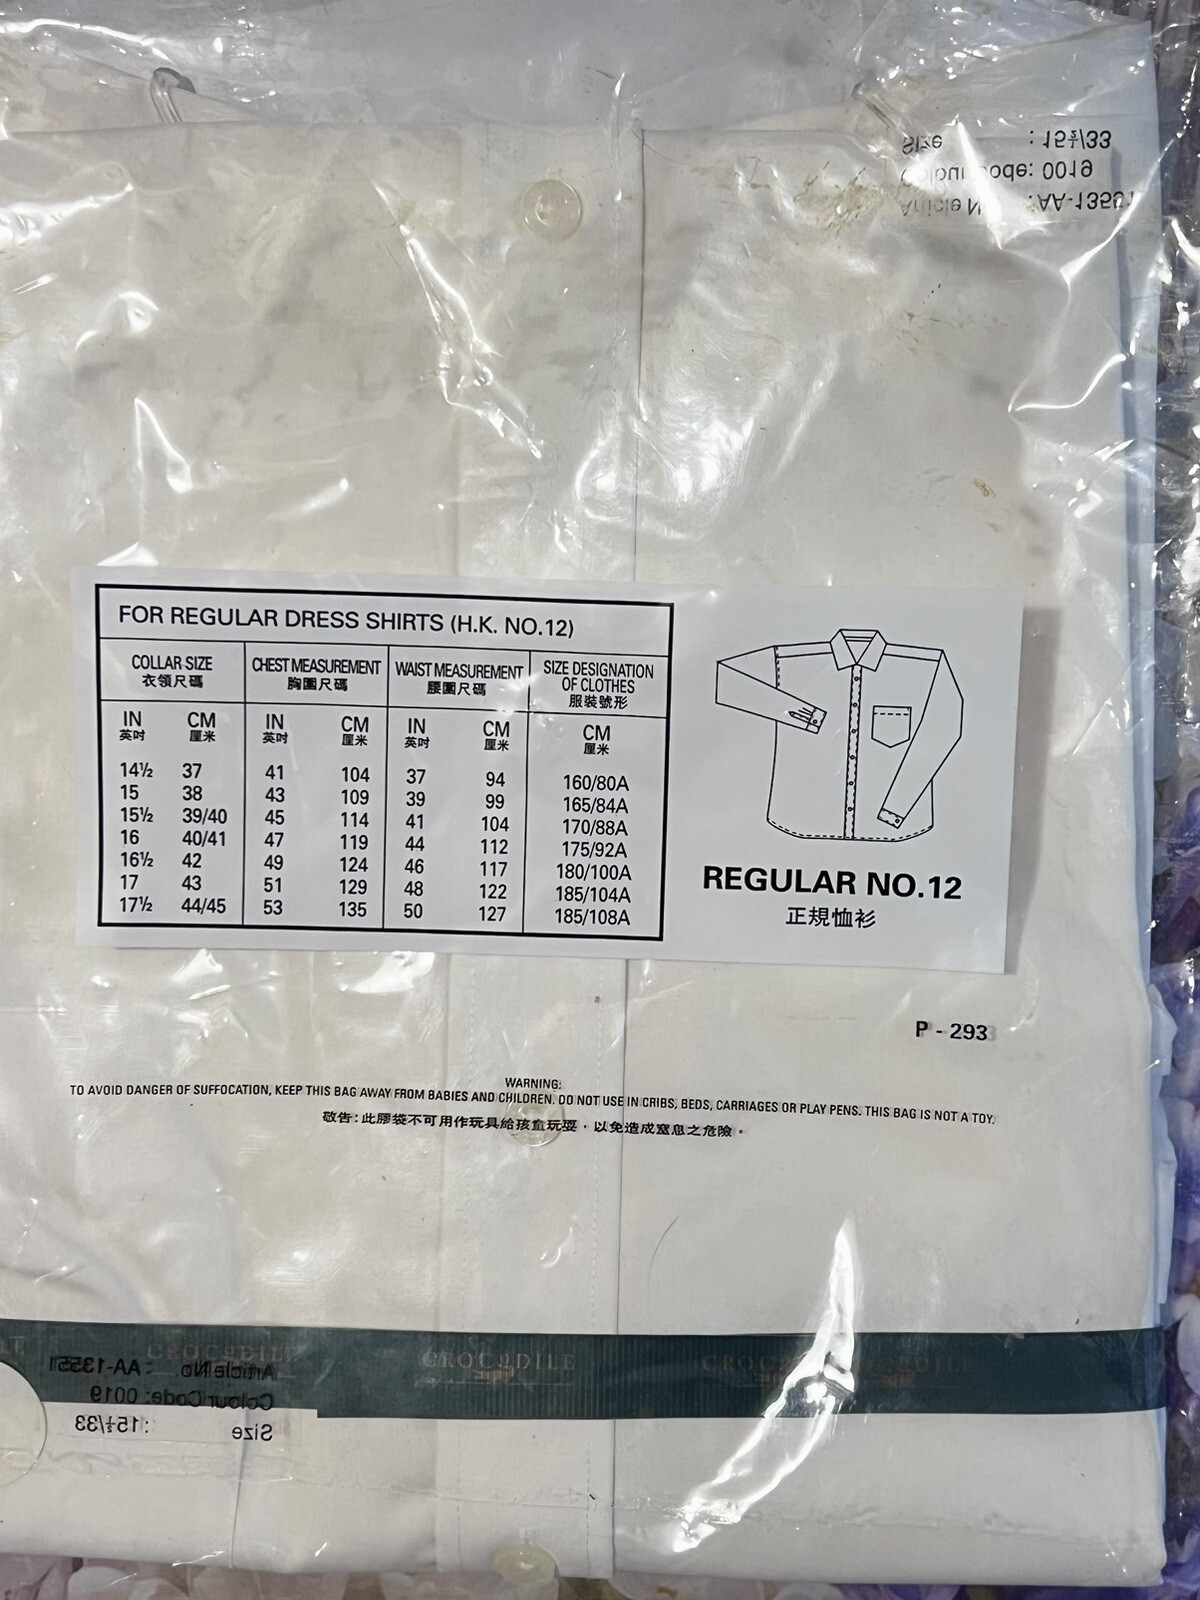 Size : 15½/33
Colour Code: 0019
Article No. : AA-13551
FOR REGULAR DRESS SHIRTS (H.K. NO.12)
COLLAR SIZE CHEST MEASUREMENT WAIST MEASUREMENT SIZE DESIGNATION OF CLOTHES
衣領尺碼 胸圍尺碼 腰圍尺碼 服裝號形
IN CM IN CM IN CM CM
英吋 厘米 英吋 厘米 英吋 厘米 厘米
14½ 37 41 104 37 94 160/80A
15 38 43 109 39 99 165/84A
15½ 39/40 45 114 41 104 170/88A
16 40/41 47 119 44 112 175/92A
16½ 42 49 124 46 117 180/100A
17 43 51 129 48 122 185/104A
17½ 44/45 53 135 50 127 185/108A
REGULAR NO.12
正規恤衫
P - 293
WARNING:
TO AVOID DANGER OF SUFFOCATION, KEEP THIS BAG AWAY FROM BABIES AND CHILDREN. DO NOT USE IN CRIBS, BEDS, CARRIAGES OR PLAY PENS. THIS BAG IS NOT A TOY.
敬告：此膠袋不可用作玩具給孩童玩耍，以免造成窒息之危險。
CROCODILE CROCODILE CROCODILE
Article No. : AA-13551
Colour Code: 0019
Size : 15½/33